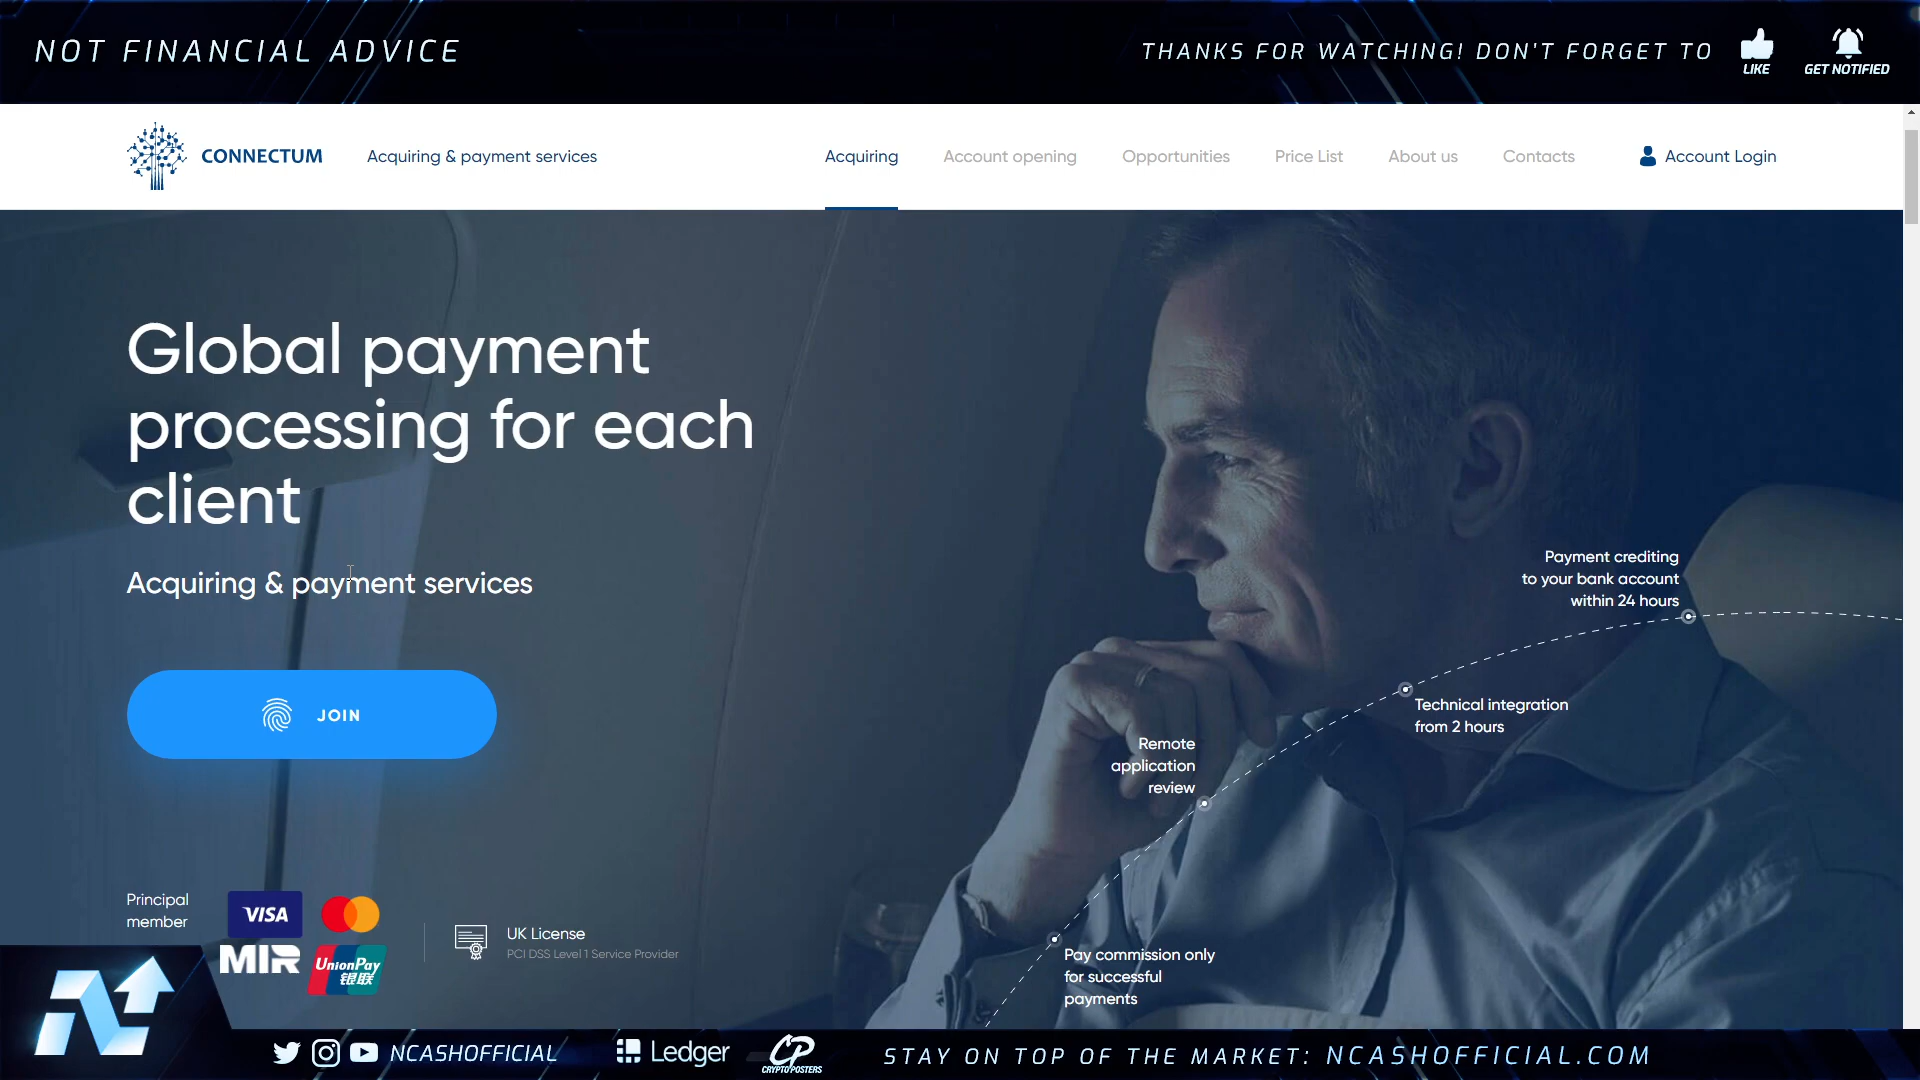 NOT FINANCIAL ADVICE
THANKS FOR WATCHING! DON'T FORGET TO
LIKE
GET NOTIFIED
CONNECTUM
Acquiring & payment services
Acquiring
Account opening
Opportunities
Price List
About us
Contacts
Account Login
Global payment
processing for each
client
Acquiring & payment services
JOIN
Payment crediting
to your bank account
within 24 hours
Technical integration
from 2 hours
Remote
application
review
Pay commission only
for successful
payments
Principal
member
VISA
MIR
UnionPay
银联
UK License
PCI DSS Level 1 Service Provider
NCASHOFFICIAL
Ledger
CP
CRYPTOPOSTERS
STAY ON TOP OF THE MARKET: NCASHOFFICIAL.COM